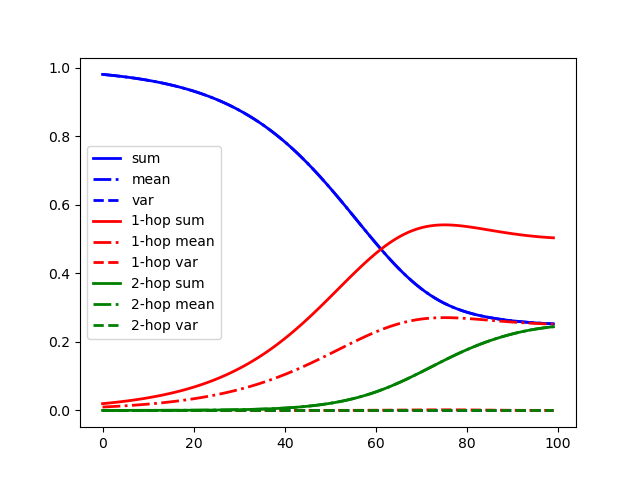 1.0
0.8
0.6
0.4
0.2
0.0
sum
mean
var
1-hop sum
1-hop mean
1-hop var
2-hop sum
2-hop mean
2-hop var
0 20 40 60 80 100